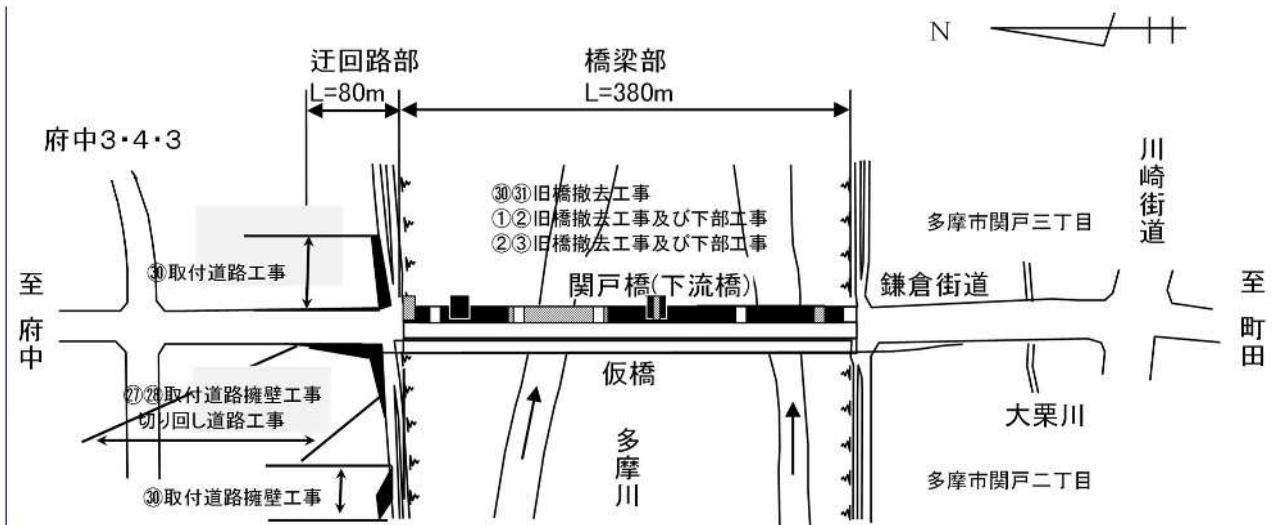 N
迂回路部
L=80m
橋梁部
L=380m
府中3・4・3
川崎街道
㉚㉛旧橋撤去工事
①②旧橋撤去工事及び下部工事
②③旧橋撤去工事及び下部工事
多摩市関戸三丁目
㉚取付道路工事
関戸橋(下流橋)
鎌倉街道
至府中
至町田
仮橋
㉗㉘取付道路擁壁工事
切り回し道路工事
大栗川
多摩川
㉚取付道路擁壁工事
多摩市関戸二丁目